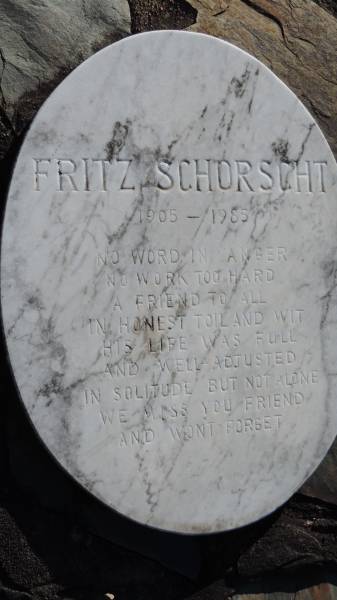 FRITZ SCHORSCHT
1905 - 1985
NO WORD IN ANGER
NO WORK TOO HARD
A FRIEND TO ALL
IN HONEST TOIL AND WIT
HIS LIFE WAS FULL
AND WELL-ADJUSTED
IN SOLITUDE BUT NOT ALONE
WE MISS YOU FRIEND
AND WONT FORGET